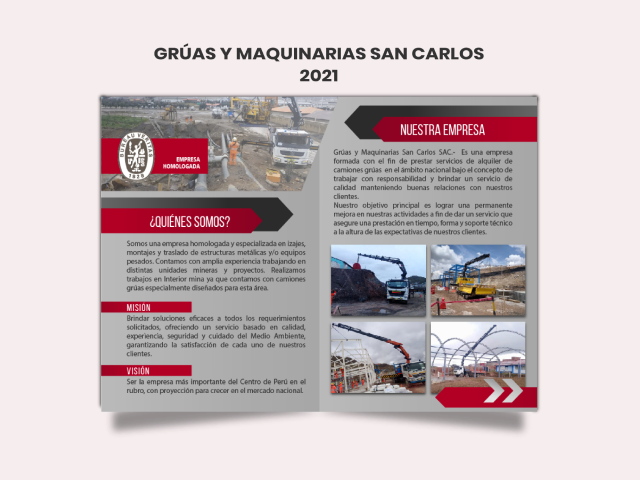 GRÚAS Y MAQUINARIAS SAN CARLOS
2021
BUREAU VERITAS
1828
EMPRESA
HOMOLOGADA
¿QUIÉNES SOMOS?
Somos una empresa homologada y especializada en izajes,
montajes y traslado de estructuras metálicas y/o equipos
pesados. Contamos con amplia experiencia trabajando en
distintas unidades mineras y proyectos. Realizamos
trabajos en Interior mina ya que contamos con camiones
grúas especialmente diseñados para esta área.
MISIÓN
Brindar soluciones eficaces a todos los requerimientos
solicitados, ofreciendo un servicio basado en calidad,
experiencia, seguridad y cuidado del Medio Ambiente,
garantizando la satisfacción de cada uno de nuestros
clientes.
VISIÓN
Ser la empresa más importante del Centro de Perú en el
rubro, con proyección para crecer en el mercado nacional.
NUESTRA EMPRESA
Grúas y Maquinarias San Carlos SAC.- Es una empresa
formada con el fin de prestar servicios de alquiler de
camiones grúas en el ámbito nacional bajo el concepto de
trabajar con responsabilidad y brindar un servicio de
calidad manteniendo buenas relaciones con nuestros
clientes.
Nuestro objetivo principal es lograr una permanente
mejora en nuestras actividades a fin de dar un servicio que
asegure una prestación en tiempo, forma y soporte técnico
a la altura de las expectativas de nuestros clientes.